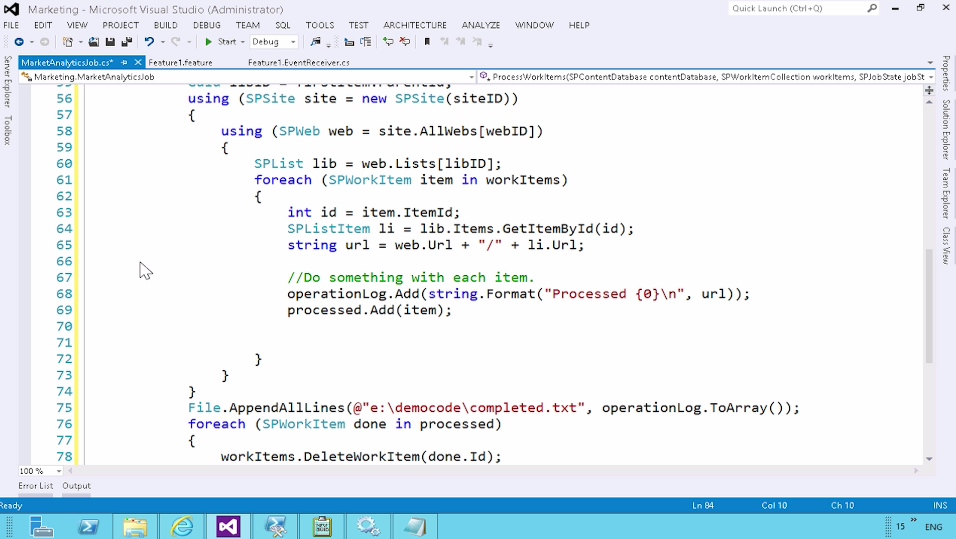 Marketing - Microsoft Visual Studio (Administrator)
Quick Launch (Ctrl+Q)
FILE EDIT VIEW PROJECT BUILD DEBUG TEAM SQL TOOLS TEST ARCHITECTURE ANALYZE WINDOW HELP
Start Debug
MarketAnalyticsJob.cs* Feature1.feature Feature1.EventReceiver.cs
Marketing.MarketAnalyticsJob ProcessWorkItems(SPContentDatabase contentDatabase, SPWorkItemCollection workItems, SPJobState jobSt
Server Explorer
Toolbox
Properties
Solution Explorer
Team Explorer
Class View
55 Guid libID = firstItem.ParentId;
56 using (SPSite site = new SPSite(siteID))
57 {
58 using (SPWeb web = site.AllWebs[webID])
59 {
60 SPList lib = web.Lists[libID];
61 foreach (SPWorkItem item in workItems)
62 {
63 int id = item.ItemId;
64 SPListItem li = lib.Items.GetItemById(id);
65 string url = web.Url + "/" + li.Url;
66
67 //Do something with each item.
68 operationLog.Add(string.Format("Processed {0}\n", url));
69 processed.Add(item);
70
71
72 }
73 }
74 }
75 File.AppendAllLines(@"e:\democode\completed.txt", operationLog.ToArray());
76 foreach (SPWorkItem done in processed)
77 {
78 workItems.DeleteWorkItem(done.Id);
100 %
Error List Output
Ready Ln 84 Col 10 Ch 10 INS
15 ENG